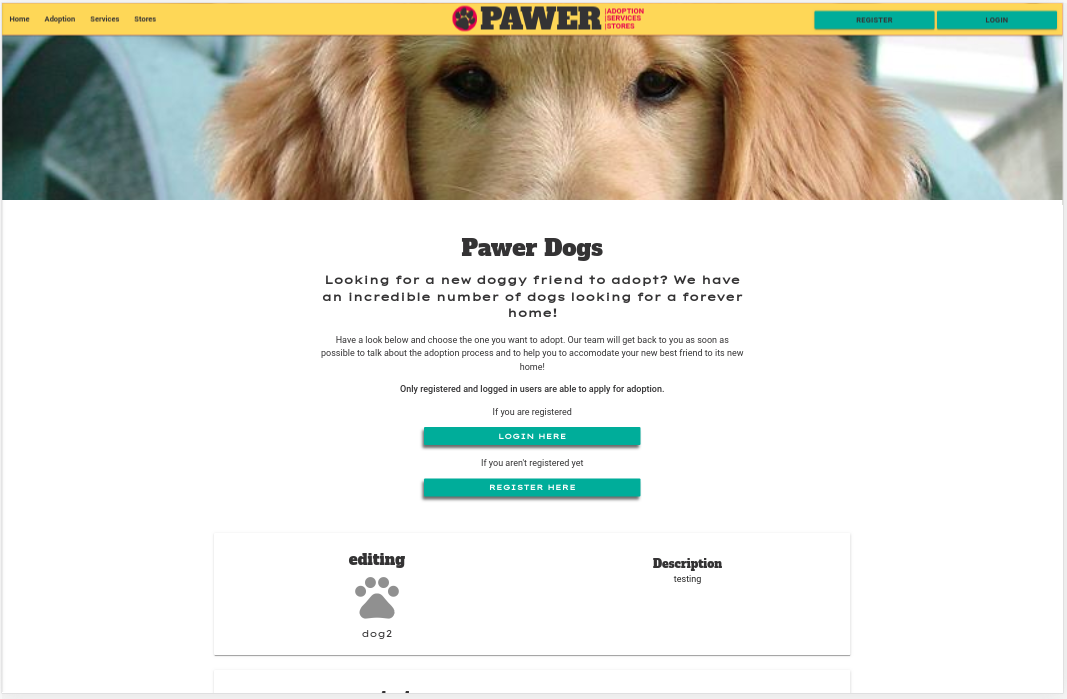 Home Adoption Services Stores
PAWER
ADOPTION
SERVICES
STORES
REGISTER
LOGIN
Pawer Dogs
Looking for a new doggy friend to adopt? We have
an incredible number of dogs looking for a forever
home!
Have a look below and choose the one you want to adopt. Our team will get back to you as soon as
possible to talk about the adoption process and to help you to accomodate your new best friend to its new
home!
Only registered and logged in users are able to apply for adoption.
If you are registered
LOGIN HERE
If you aren't registered yet
REGISTER HERE
editing
dog2
Description
testing